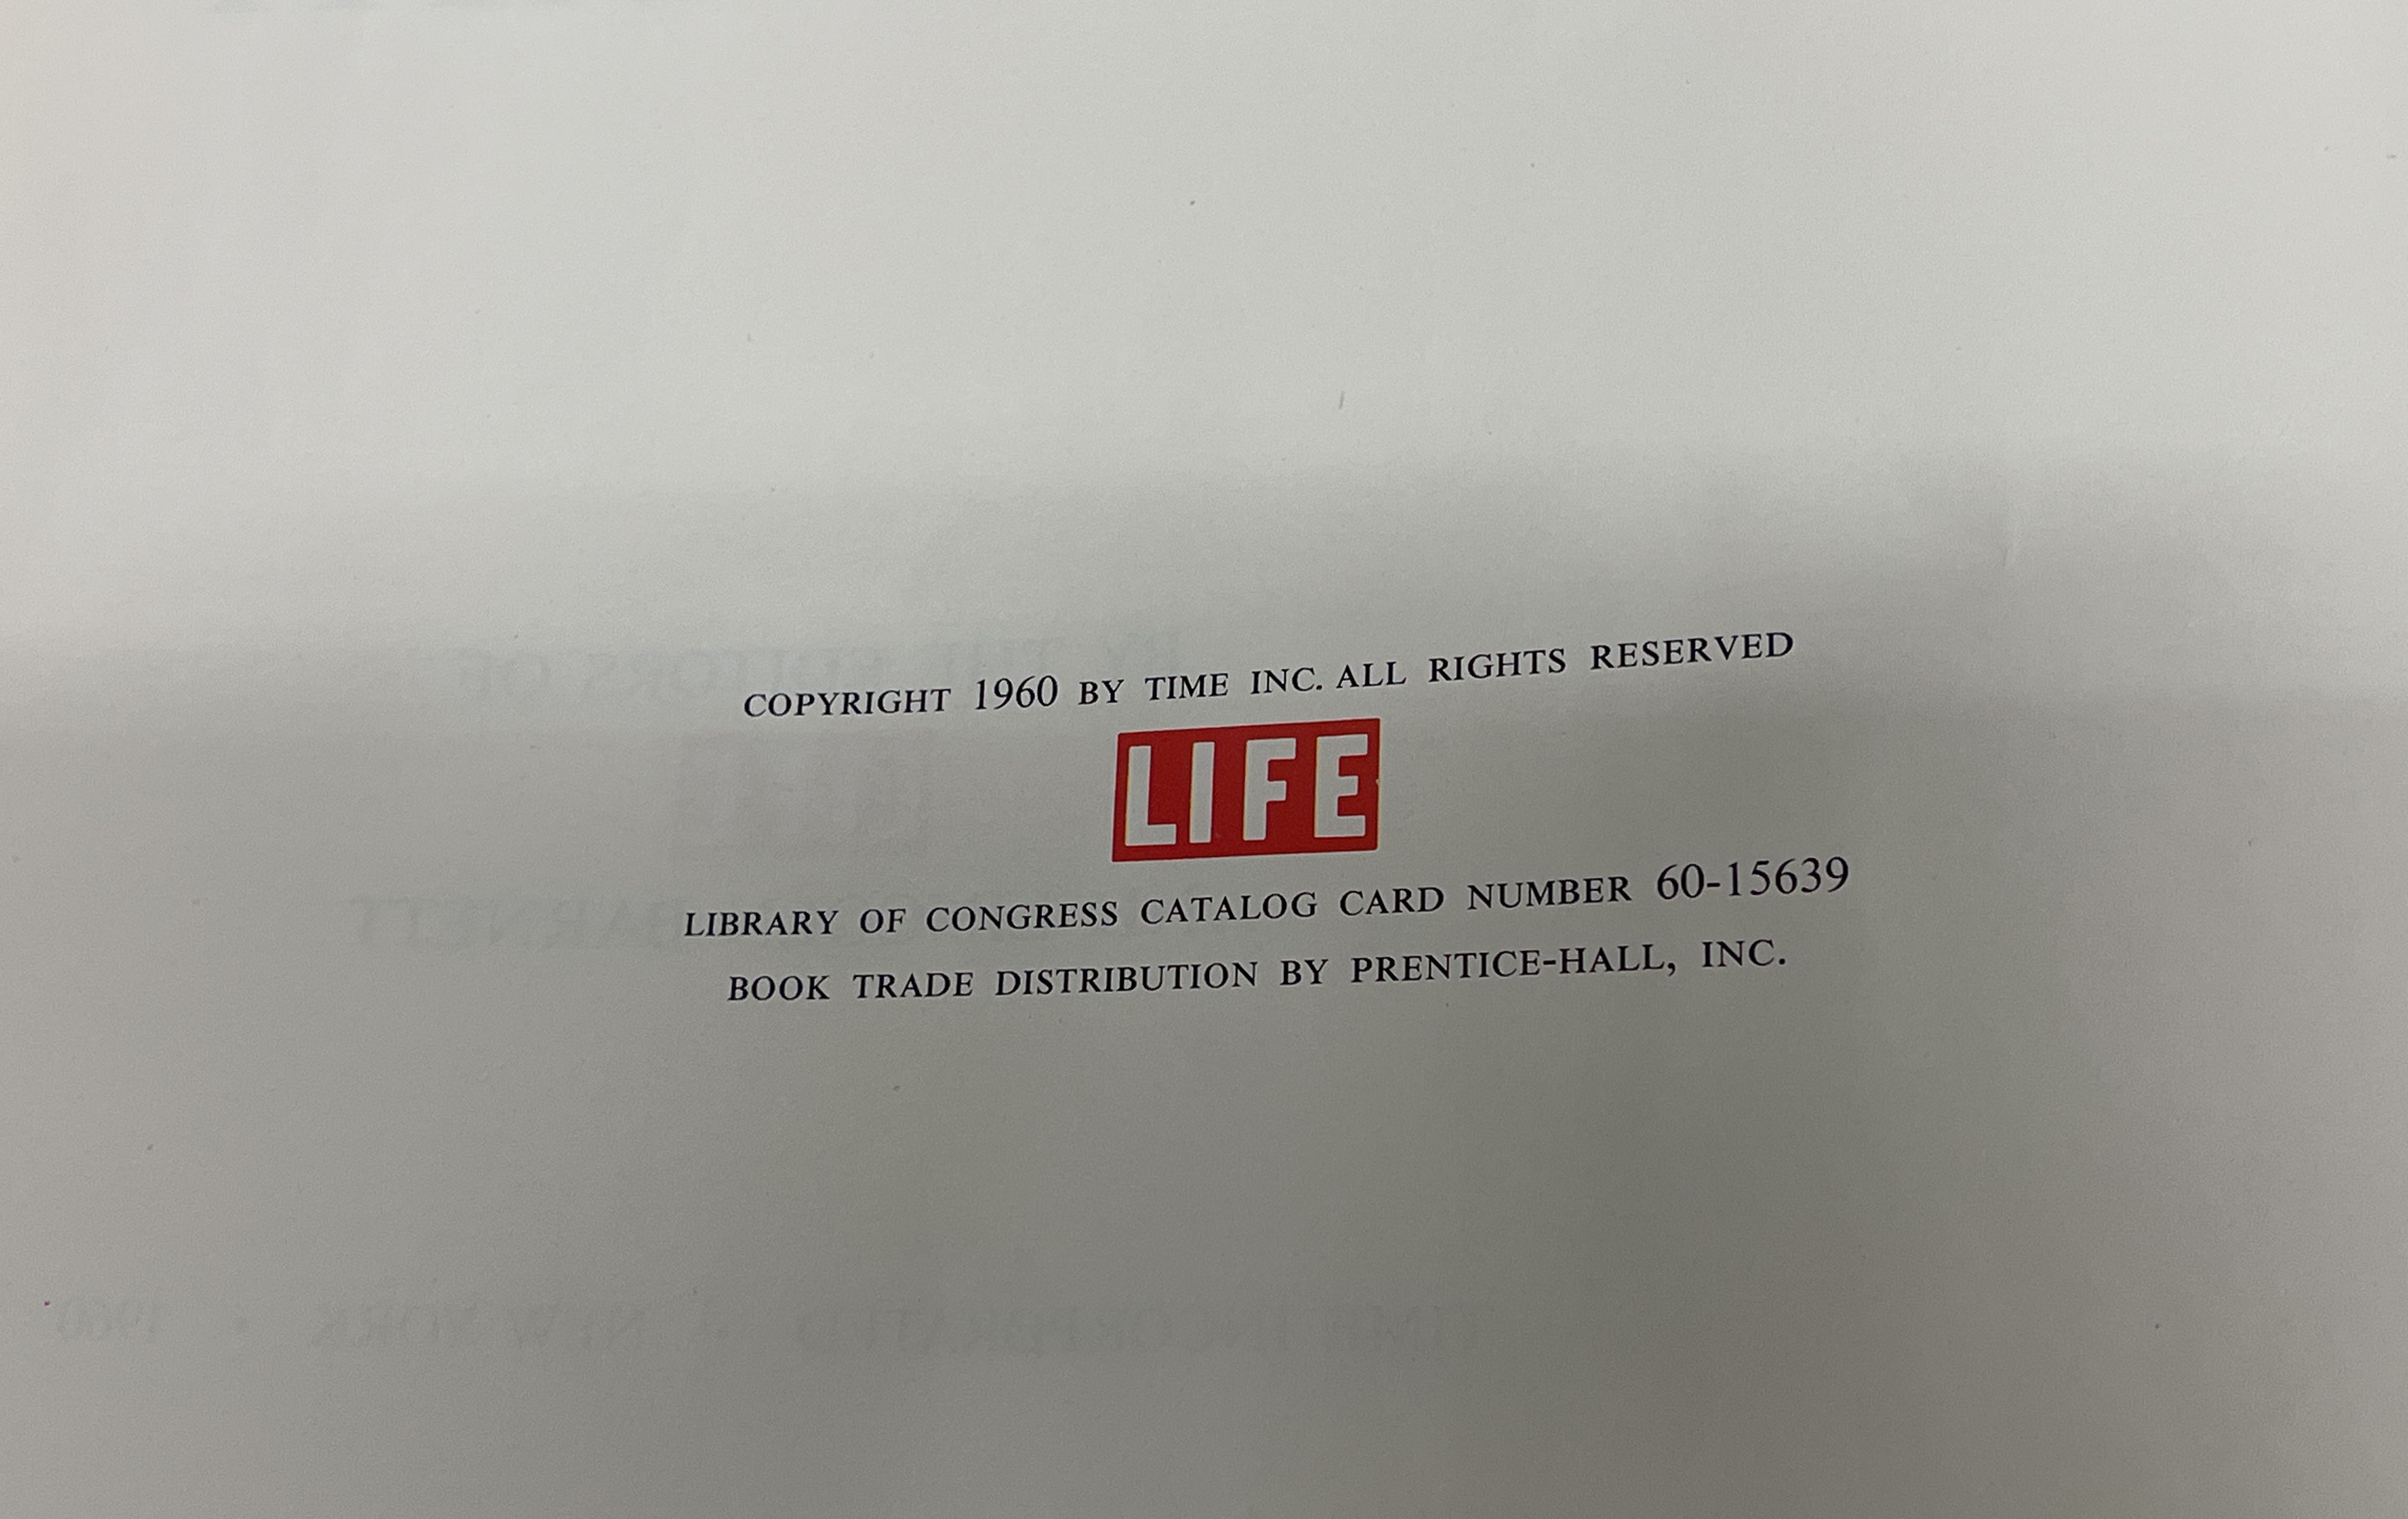 COPYRIGHT 1960 BY TIME INC. ALL RIGHTS RESERVED
LIFE
LIBRARY OF CONGRESS CATALOG CARD NUMBER 60-15639
BOOK TRADE DISTRIBUTION BY PRENTICE-HALL, INC.